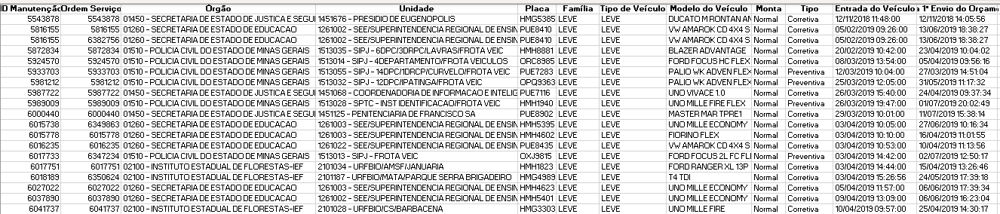 ID Manutenção Ordem Serviço Órgão Unidade Placa Família Tipo de Veículo Modelo do Veículo Monta Tipo Entrada do Veículo 1º Envio do Orçam
5543878 5543878 01450 - SECRETARIA DE ESTADO DE JUSTICA E SEGU 1451676 - PRESIDIO DE EUGENOPOLIS HMG5385 LEVE LEVE DUCATO M RONTAN AM Normal Corretiva 12/11/2018 11:48:00 12/11/2018 14:05:56
5816155 5816155 01260 - SECRETARIA DE ESTADO DE EDUCACAO 1261002 - SEE/SUPERINTENDENCIA REGIONAL DE ENSIN PUE8410 LEVE LEVE VW AMAROK CD 4X4 S Normal Corretiva 05/02/2019 09:26:00 13/06/2019 18:38:27
5816155 6382756 01260 - SECRETARIA DE ESTADO DE EDUCACAO 1261002 - SEE/SUPERINTENDENCIA REGIONAL DE ENSIN PUE8410 LEVE LEVE VW AMAROK CD 4X4 S Normal Corretiva 05/02/2019 09:26:00 13/06/2019 18:38:27
5872834 5872834 01510 - POLICIA CIVIL DO ESTADO DE MINAS GERAIS 1513035 - SIPJ - 6DPC/3DRPC/LAVRAS/FROTA VEIC HMH8881 LEVE LEVE BLAZER ADVANTAGE Normal Corretiva 20/02/2019 10:42:00 23/04/2019 10:04:02
5924570 5924570 01510 - POLICIA CIVIL DO ESTADO DE MINAS GERAIS 1513014 - SIPJ - 4DEPARTAMENTO/FROTA VEICULOS ORC8985 LEVE LEVE FORD FOCUS HC FLEX Normal Corretiva 08/03/2019 13:54:00 05/04/2019 09:56:16
5933703 5933703 01510 - POLICIA CIVIL DO ESTADO DE MINAS GERAIS 1513055 - SIPJ - 14DPC/1DRCP/CURVELO/FROTA VEIC PUE7283 LEVE LEVE PALIO WK ADVEN FLEX Normal Preventiva 12/03/2019 10:04:00 27/03/2019 14:51:04
5981212 5981212 01510 - POLICIA CIVIL DO ESTADO DE MINAS GERAIS 1513032 - SIPJ - 12DPC/IPATINGA/FROTA VEIC OPQ9363 LEVE LEVE PALIO WK ADVEN FLEX Normal Preventiva 25/03/2019 12:05:00 31/05/2019 11:17:32
5987722 5987722 01450 - SECRETARIA DE ESTADO DE JUSTICA E SEGU 1451068 - COORDENADORIA DE INFORMACAO E INTELIG PUE7116 LEVE LEVE UNO VIVACE 1.0 Normal Corretiva 26/03/2019 15:40:00 24/04/2019 09:37:34
5989009 5989009 01510 - POLICIA CIVIL DO ESTADO DE MINAS GERAIS 1513028 - SPTC - INST IDENTIFICACAO/FROTA VEIC HMH1940 LEVE LEVE UNO MILLE FIRE FLEX Normal Preventiva 26/03/2019 19:47:00 01/07/2019 20:02:49
6000440 6000440 01450 - SECRETARIA DE ESTADO DE JUSTICA E SEGU 1451125 - PENITENCIARIA DE FRANCISCO SA PUE8902 LEVE LEVE MASTER MAR TPRE1 Normal Corretiva 29/03/2019 10:01:00 11/07/2019 15:38:14
6015738 6349863 01260 - SECRETARIA DE ESTADO DE EDUCACAO 1261003 - SEE/SUPERINTENDENCIA REGIONAL DE ENSIN HMH5395 LEVE LEVE UNO MILLE ECONOMY Normal Corretiva 03/04/2019 10:05:00 27/06/2019 10:16:34
6015778 6015778 01260 - SECRETARIA DE ESTADO DE EDUCACAO 1261003 - SEE/SUPERINTENDENCIA REGIONAL DE ENSIN HMH4602 LEVE LEVE FIORINO FLEX Normal Corretiva 03/04/2019 10:10:00 16/04/2019 11:01:55
6016235 6016235 01260 - SECRETARIA DE ESTADO DE EDUCACAO 1261022 - SEE/SUPERINTENDENCIA REGIONAL DE ENSIN PUE8435 LEVE LEVE VW AMAROK CD 4X4 S Normal Corretiva 03/04/2019 10:53:00 10/04/2019 11:13:56
6017733 6347234 01510 - POLICIA CIVIL DO ESTADO DE MINAS GERAIS 1513013 - SIPJ - FROTA VEIC OXJ9815 LEVE LEVE FORD FOCUS 2L FC FLI Normal Preventiva 03/04/2019 14:42:00 02/07/2019 12:50:17
6017751 6017751 02100 - INSTITUTO ESTADUAL DE FLORESTAS-IEF 2101034 - URFBIO/AMSF/JANUARIA HMH1823 LEVE LEVE FORD RANGER XL 13P Normal Corretiva 03/04/2019 14:44:00 15/04/2019 13:26:46
6018189 6350624 02100 - INSTITUTO ESTADUAL DE FLORESTAS-IEF 2101187 - URFBIO/MATA/PARQUE SERRA BRIGADEIRO HMG4989 LEVE LEVE T4 TDI Normal Corretiva 03/04/2019 15:26:56 24/05/2019 17:39:18
6027022 6027022 01260 - SECRETARIA DE ESTADO DE EDUCACAO 1261003 - SEE/SUPERINTENDENCIA REGIONAL DE ENSIN HMH4623 LEVE LEVE UNO MILLE ECONOMY Normal Corretiva 05/04/2019 11:57:00 06/06/2019 17:39:34
6037890 6037890 01260 - SECRETARIA DE ESTADO DE EDUCACAO 1261002 - SEE/SUPERINTENDENCIA REGIONAL DE ENSIN HMH5401 LEVE LEVE UNO MILLE ECONOMY Normal Corretiva 09/04/2019 13:09:00 06/06/2019 16:23:04
6041737 6041737 02100 - INSTITUTO ESTADUAL DE FLORESTAS-IEF 2101028 - URFBIO/CS/BARBACENA HMG3303 LEVE LEVE UNO MILLE FIRE Normal Corretiva 10/04/2019 09:57:00 25/04/2019 14:30:17